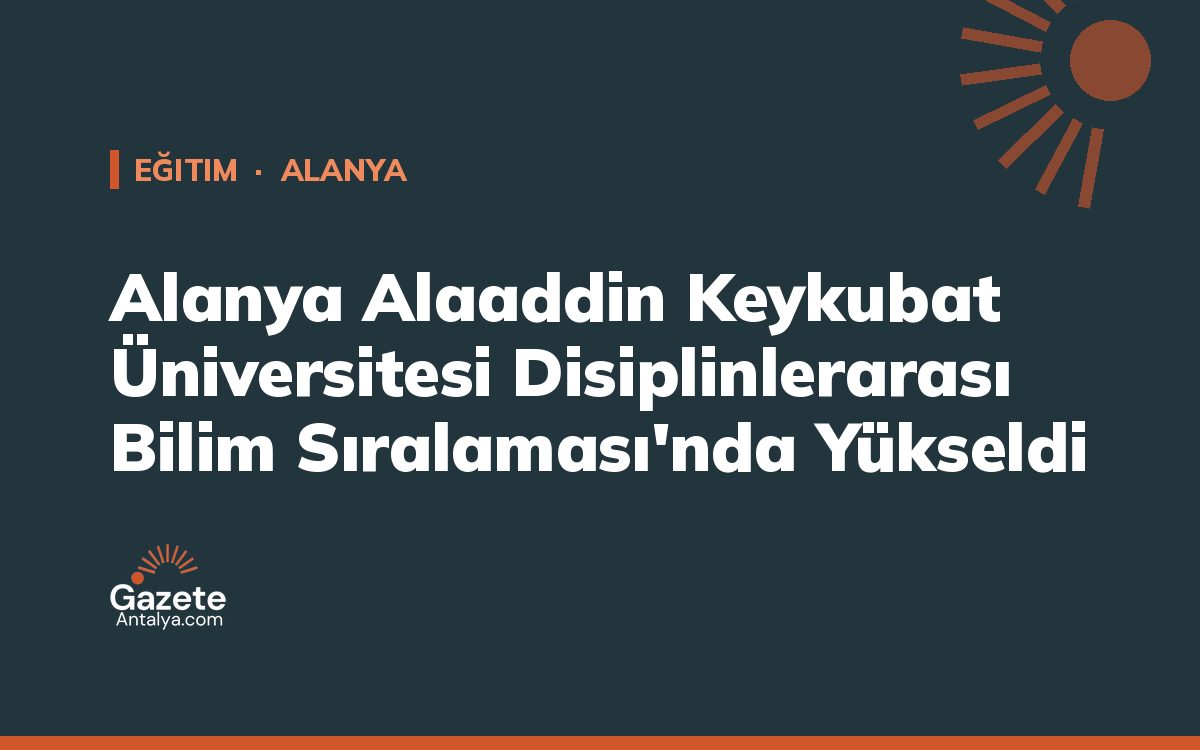 EĞITIM · ALANYA
Alanya Alaaddin Keykubat
Üniversitesi Disiplinlerarası
Bilim Sıralaması'nda Yükseldi
Gazete
Antalya.com